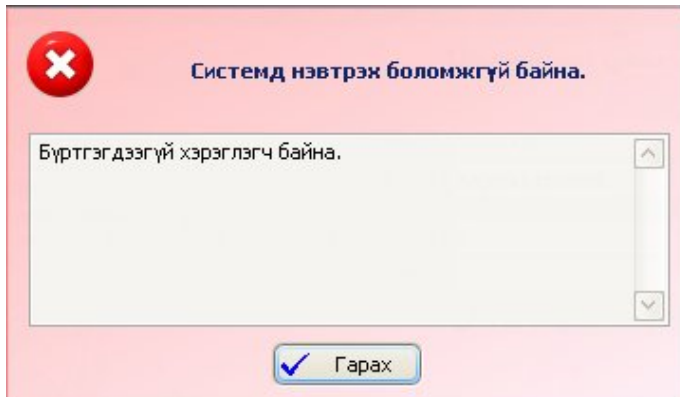 Системд нэвтрэх боломжгүй байна.
Бүртгэгдээгүй хэрэглэгч байна.
Гарах